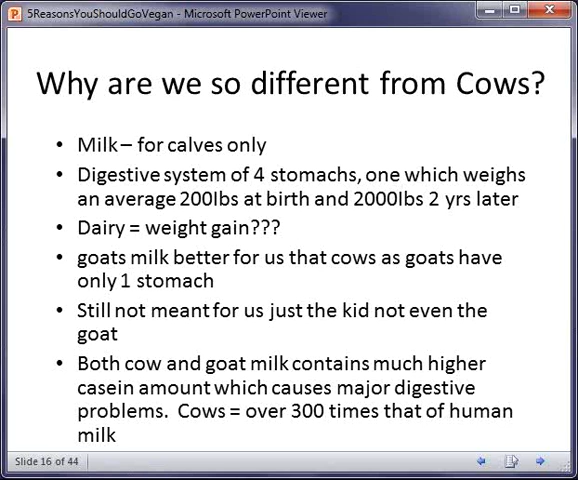 5ReasonsYouShouldGoVegan - Microsoft PowerPoint Viewer
Why are we so different from Cows?
• Milk – for calves only
• Digestive system of 4 stomachs, one which weighs
an average 200lbs at birth and 2000lbs 2 yrs later
• Dairy = weight gain???
• goats milk better for us that cows as goats have
only 1 stomach
• Still not meant for us just the kid not even the
goat
• Both cow and goat milk contains much higher
casein amount which causes major digestive
problems.  Cows = over 300 times that of human
milk
Slide 16 of 44